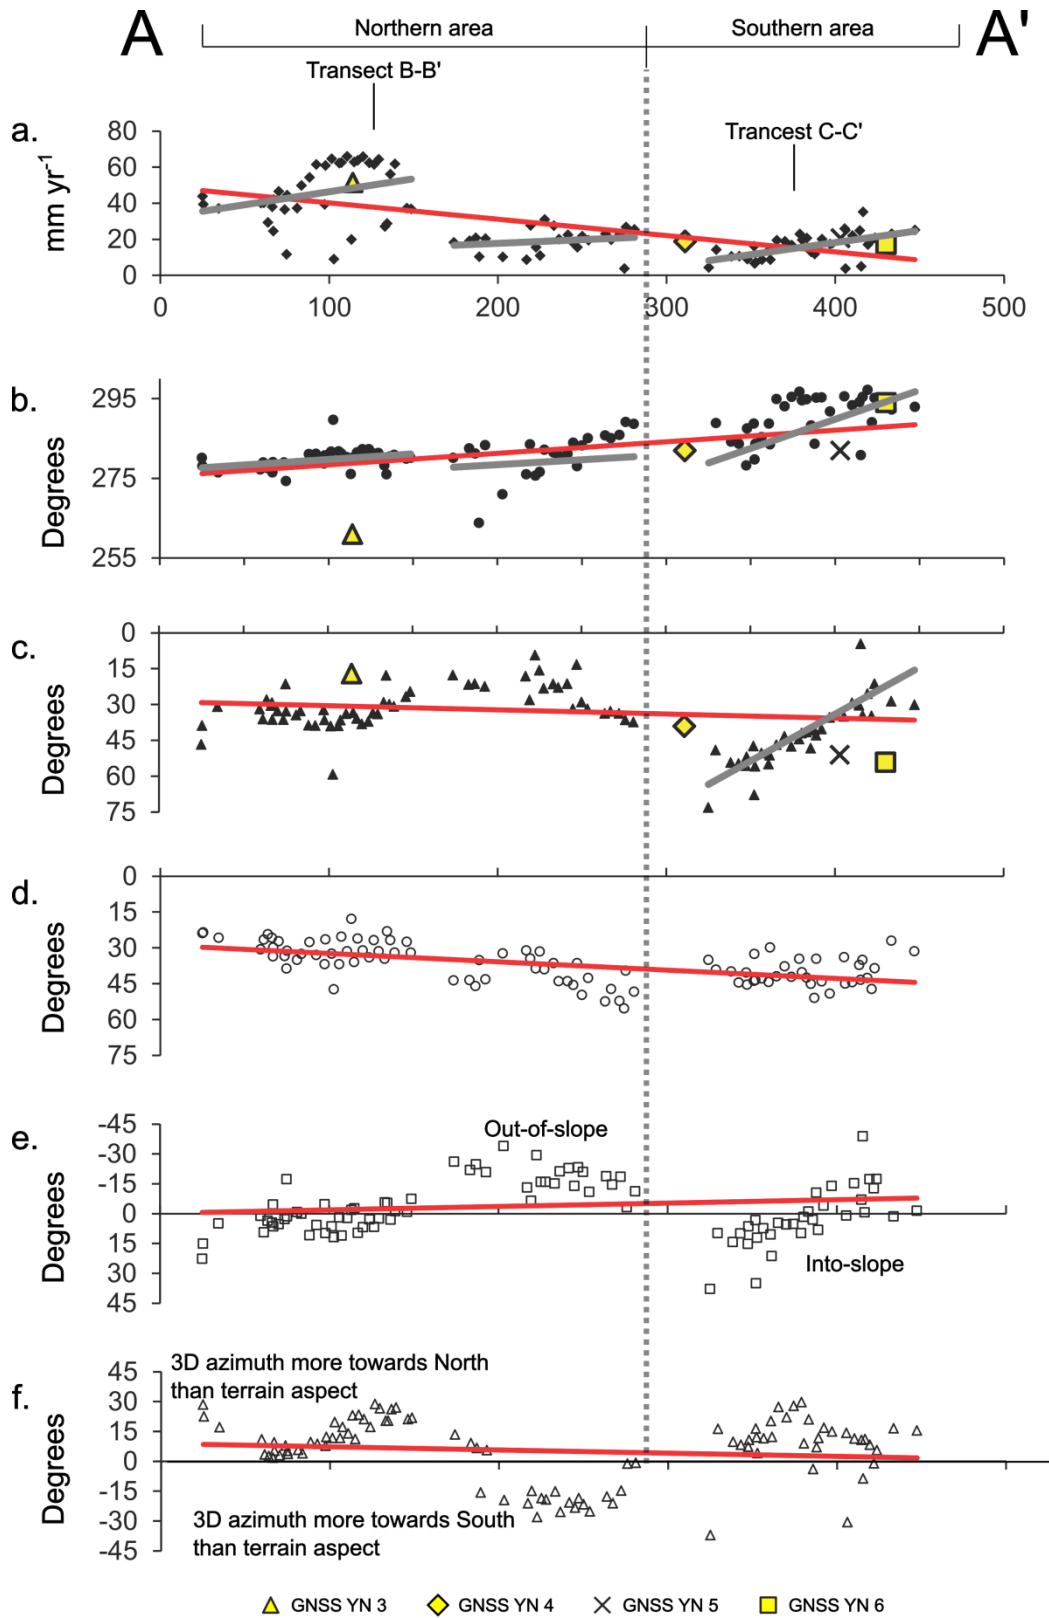 A
Northern area
Southern area
A'
Transect B-B'
Trancest C-C'
a.
mm yr-1
80
60
40
20
0
0
100
200
300
400
500
b.
Degrees
295
275
255
c.
Degrees
0
15
30
45
60
75
d.
Degrees
0
15
30
45
60
75
e.
Degrees
-45
-30
-15
0
15
30
45
Out-of-slope
Into-slope
f.
Degrees
45
30
15
0
-15
-30
-45
3D azimuth more towards North
than terrain aspect
3D azimuth more towards South
than terrain aspect
GNSS YN 3
GNSS YN 4
GNSS YN 5
GNSS YN 6